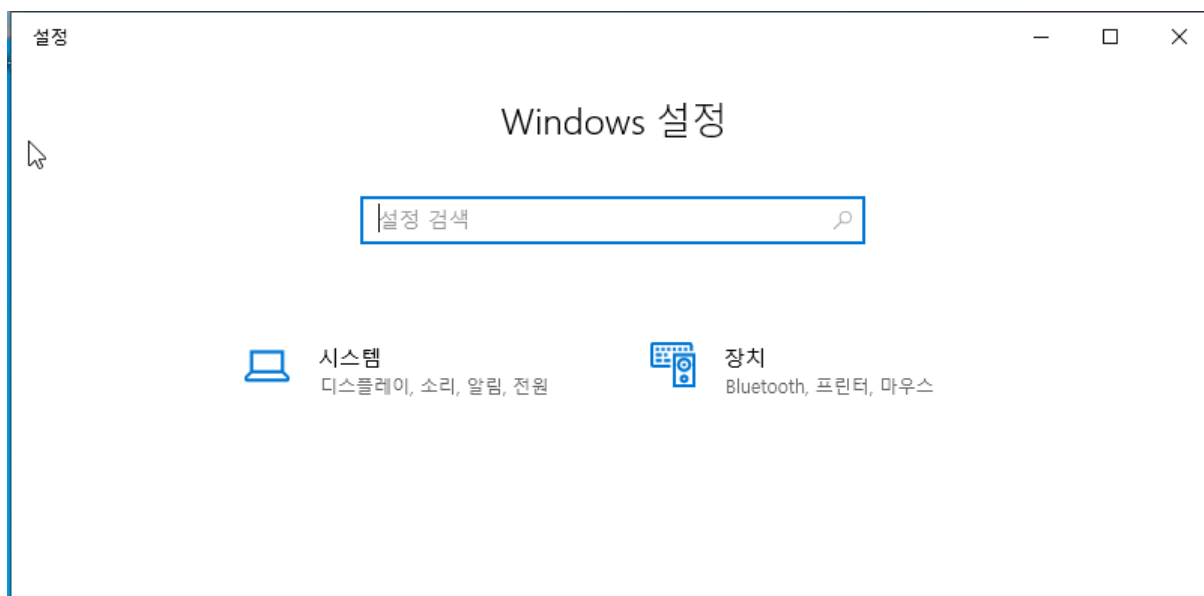 설정
Windows 설정
설정 검색
시스템
디스플레이, 소리, 알림, 전원
장치
Bluetooth, 프린터, 마우스